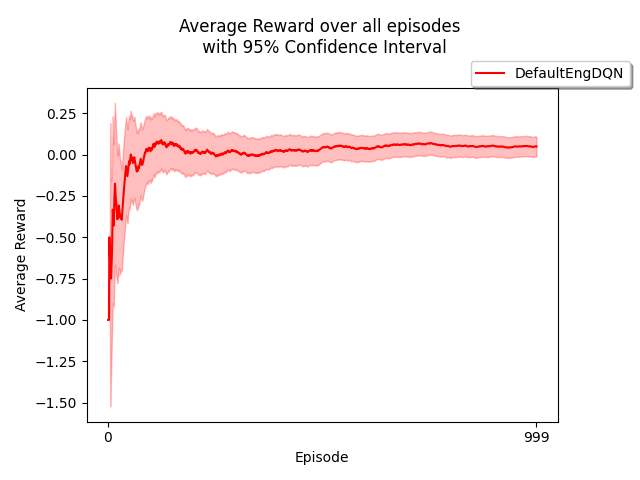 Average Reward over all episodes
with 95% Confidence Interval
DefaultEngDQN
0.25
0.00
−0.25
−0.50
−0.75
−1.00
−1.25
−1.50
Average Reward
0
999
Episode